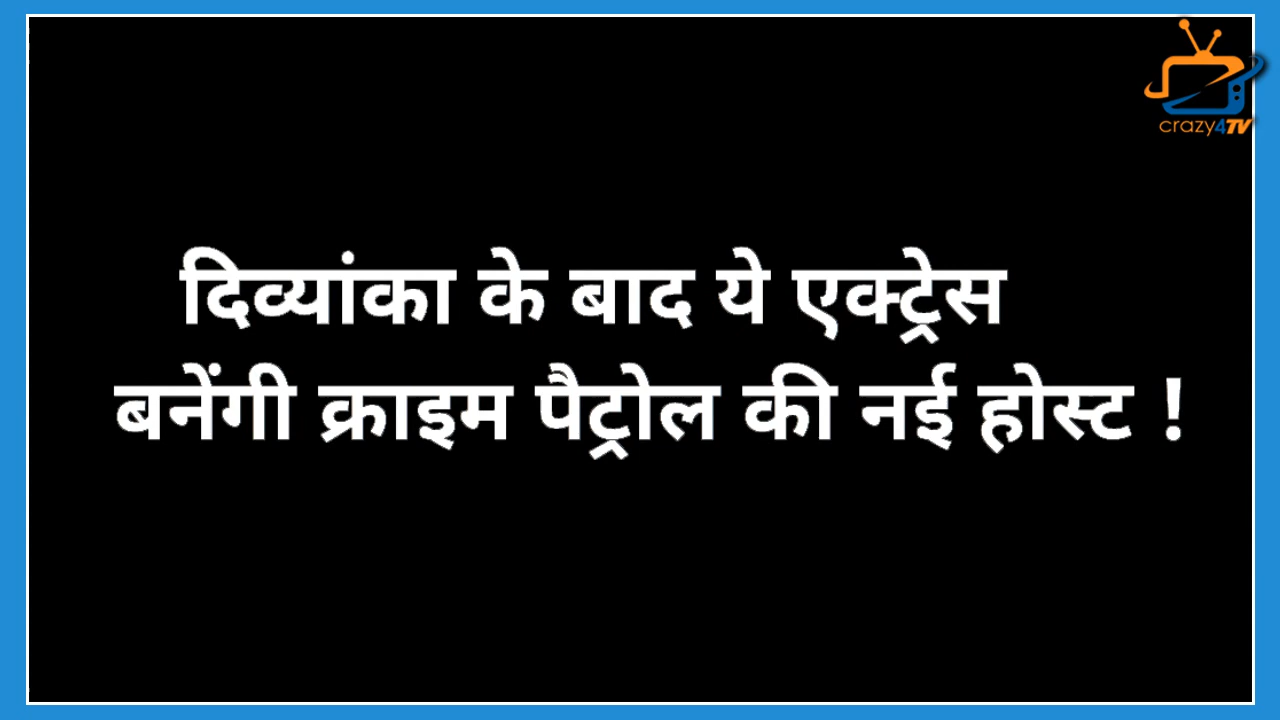 crazy4TV
दिव्यांका के बाद ये एक्ट्रेस
बनेंगी क्राइम पैट्रोल की नई होस्ट !